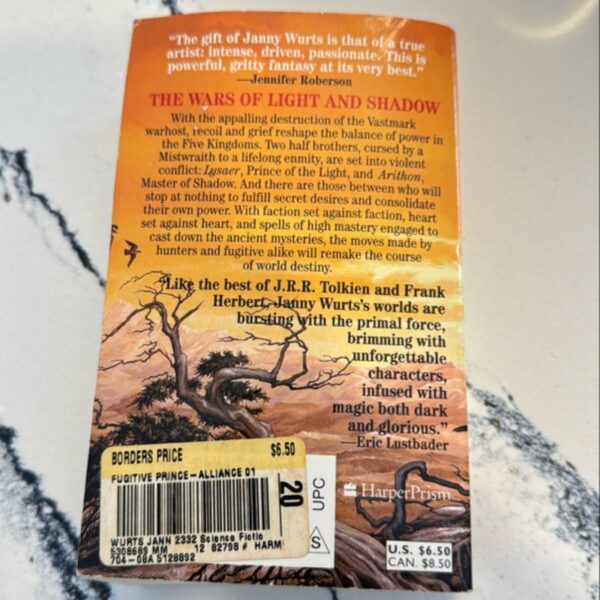 "The gift of Janny Wurts is that of a true
artist: intense, driven, passionate. This is
powerful, gritty fantasy at its very best."
—Jennifer Roberson
THE WARS OF LIGHT AND SHADOW
With the appalling destruction of the Vastmark
warhost, recoil and grief reshape the balance of power in
the Five Kingdoms. Two half brothers, cursed by a
Mistwraith to a lifelong enmity, are set into violent
conflict: Lysaer, Prince of the Light, and Arithon,
Master of Shadow. And there are those between who will
stop at nothing to fulfill secret desires and consolidate
their own power. With faction set against faction, heart
set against heart, and spells of high mastery engaged to
cast down the ancient mysteries, the moves made by
hunters and fugitive alike will remake the course
of world destiny.
"Like the best of J.R.R. Tolkien and Frank
Herbert, Janny Wurts's worlds are
bursting with the primal force,
brimming with
unforgettable
characters,
infused with
magic both dark
and glorious."
—Eric Lustbader
BORDERS PRICE $6.50
FUGITIVE PRINCE-ALLIANCE 01
20
WURTS JANN 2332 Science Fictio
5308689 MM 12 82798 # HARM
704-08A 5128892
UPC
S
HarperPrism
U.S. $6.50
CAN. $8.50